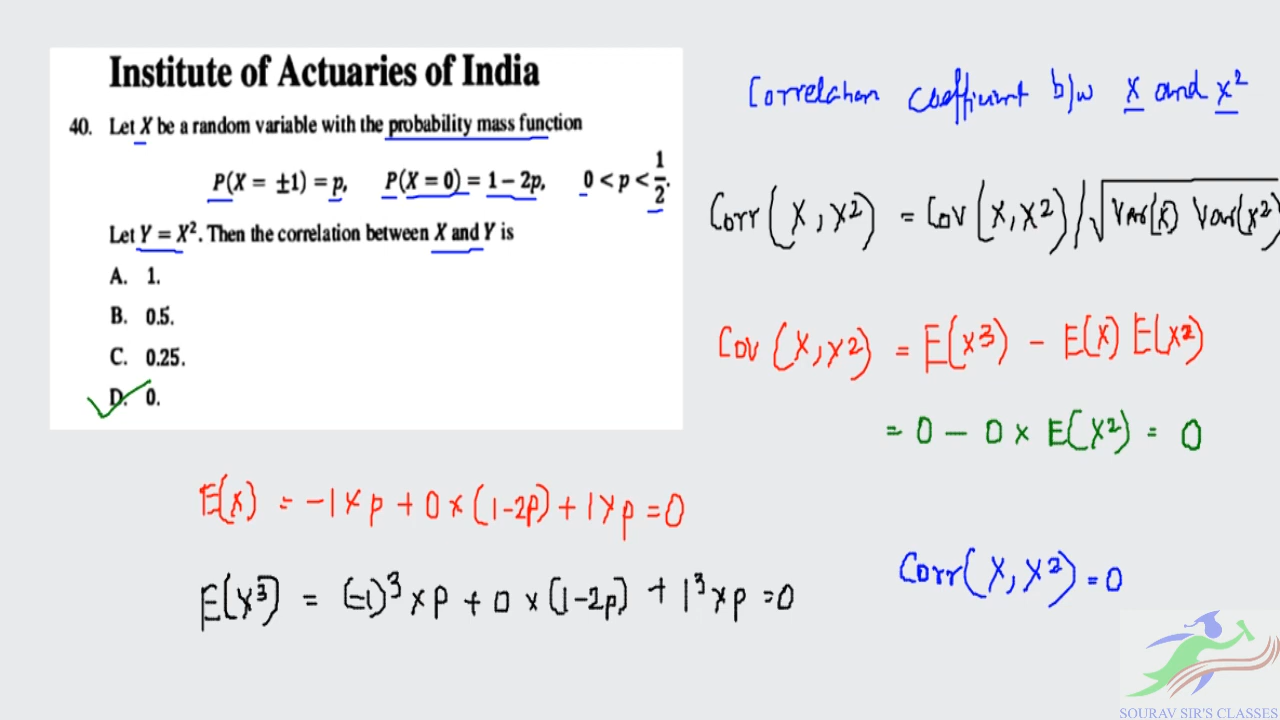 Institute of Actuaries of India
40. Let X be a random variable with the probability mass function
P(X = ±1) = p, P(X = 0) = 1 – 2p, 0 < p < 1/2.
Let Y = X². Then the correlation between X and Y is
A. 1.
B. 0.5.
C. 0.25.
D. 0.
Correlation coefficient b/w X and X²
Corr(X, X²) = Cov(X, X²) / √Var(X) Var(X²)
Cov(X, X²) = E(X³) - E(X) E(X²)
= 0 - 0 × E(X²) = 0
E(X) = -1 × p + 0 × (1-2p) + 1 × p = 0
E(X³) = (-1)³ × p + 0 × (1-2p) + 1³ × p = 0
Corr(X, X²) = 0
SOURAV SIR'S CLASSES